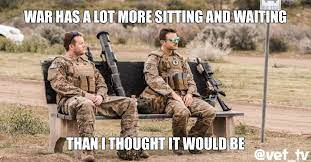 WAR HAS A LOT MORE SITTING AND WAITING
THAN I THOUGHT IT WOULD BE
@vet_tv